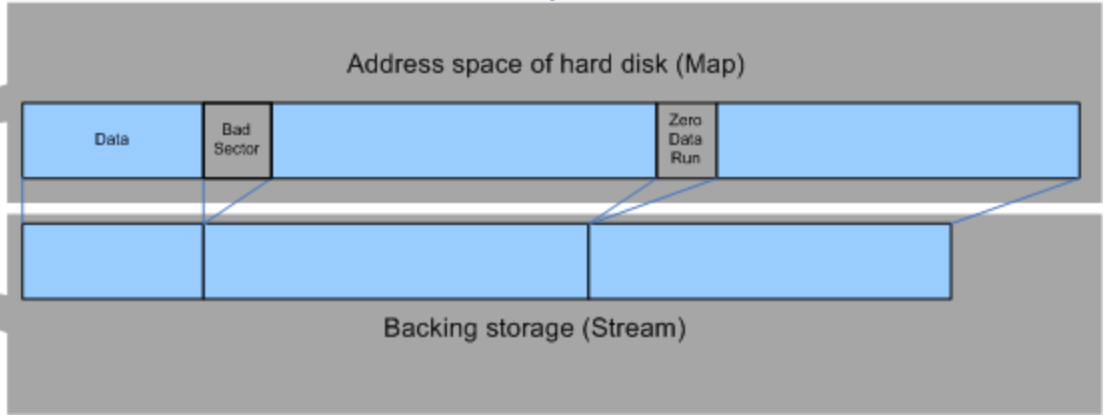 Address space of hard disk (Map)
Data
Bad
Sector
Zero
Data
Run
Backing storage (Stream)